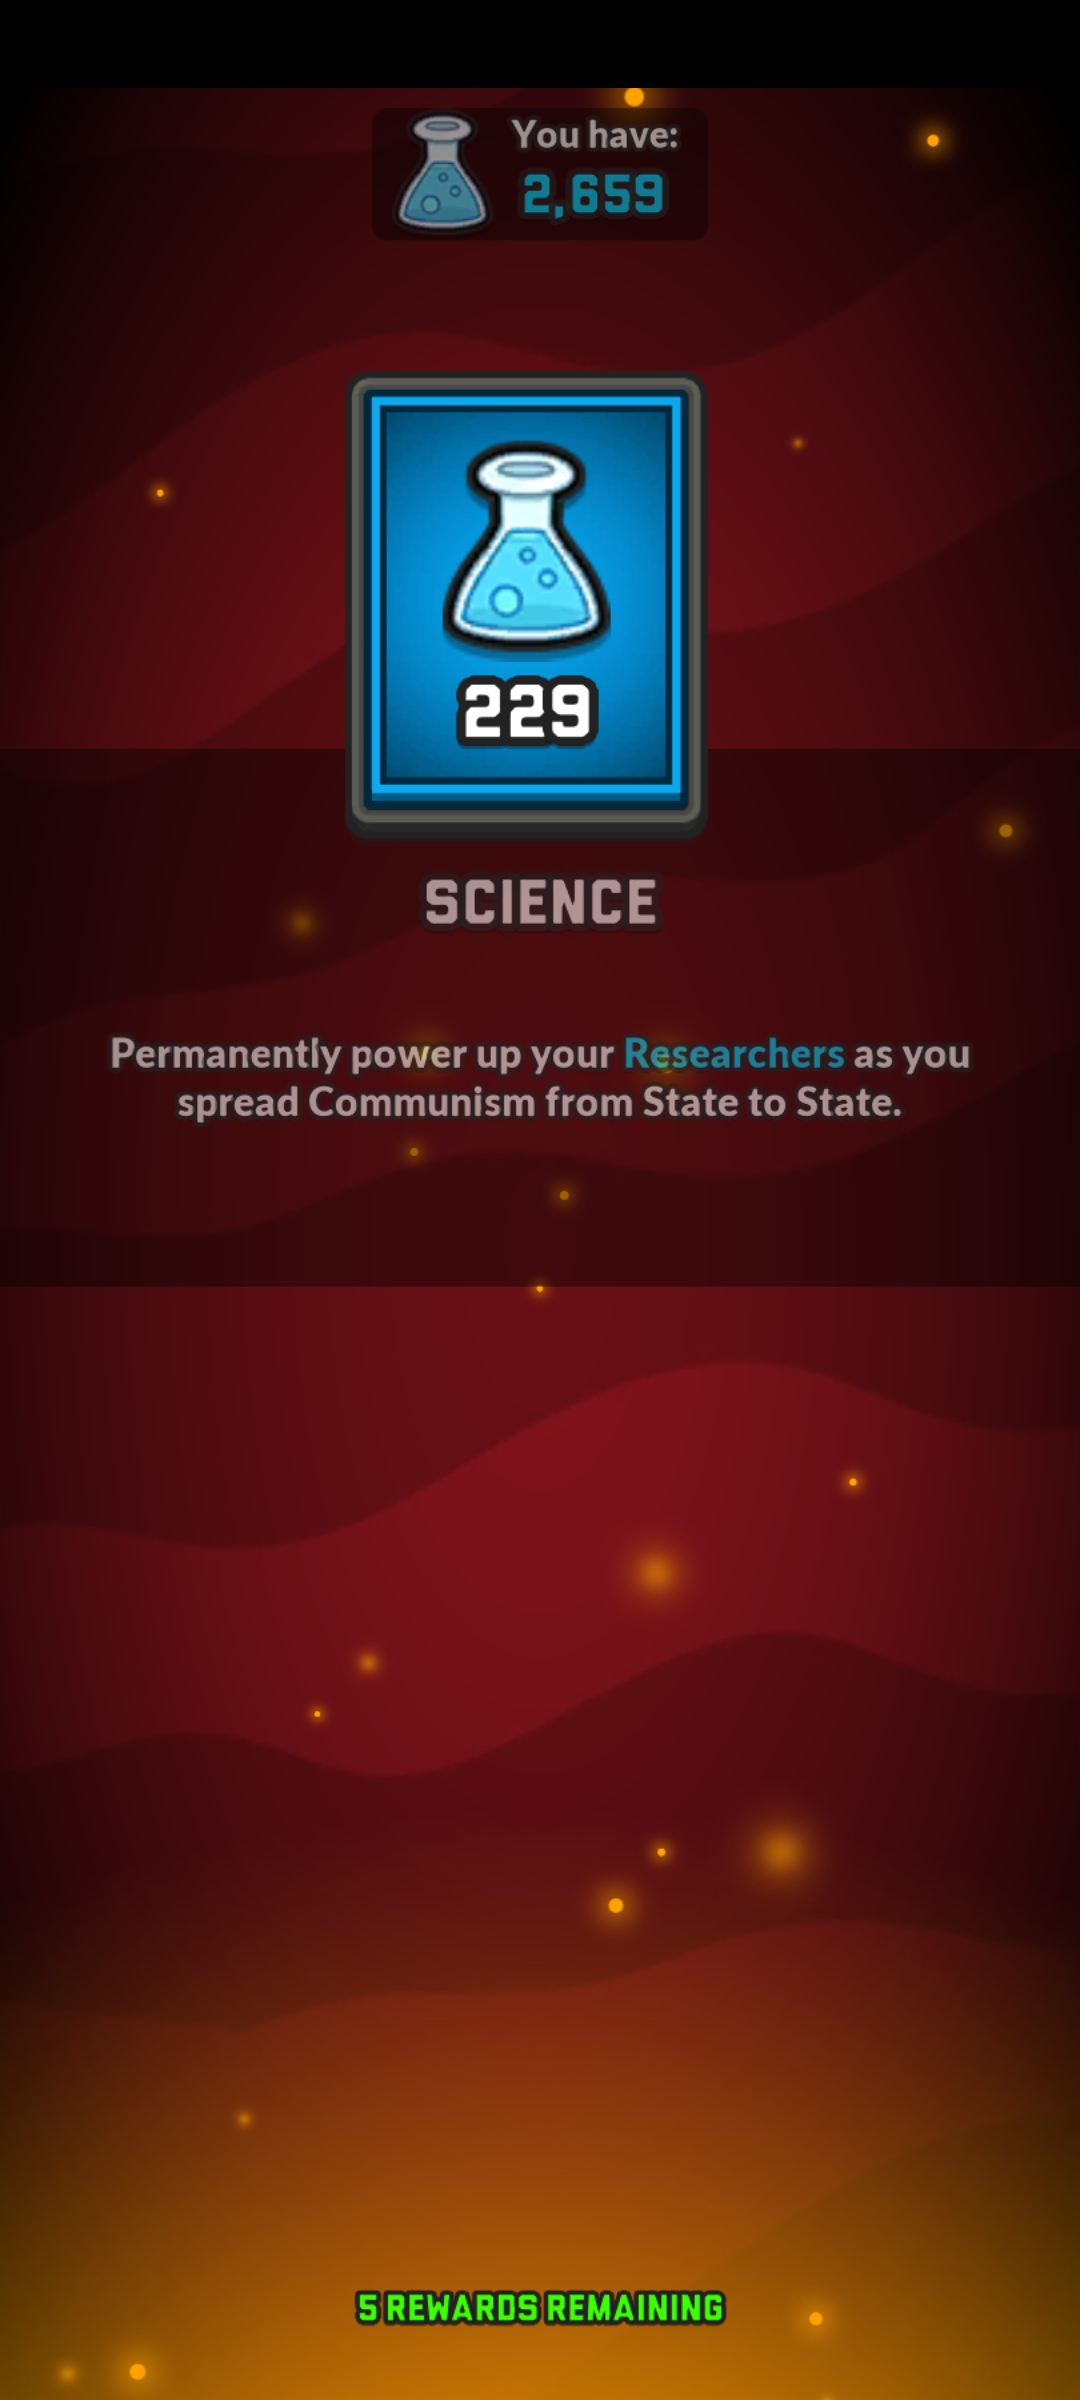 You have:
2,659
229
SCIENCE
Permanently power up your Researchers as you
spread Communism from State to State.
5 REWARDS REMAINING